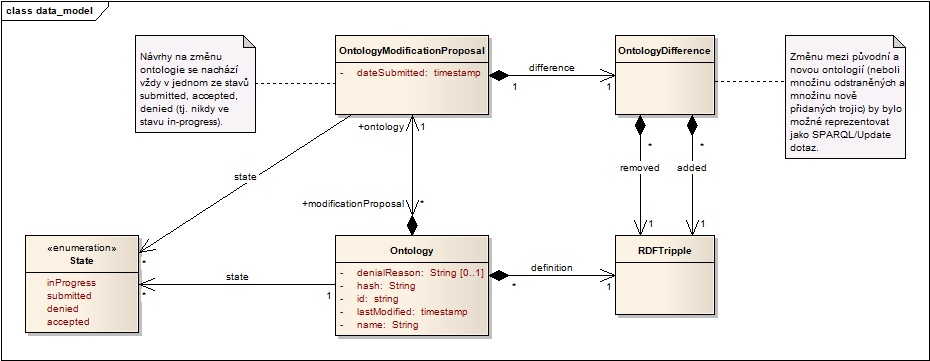 class data_model
Návrhy na změnu
ontologie se nachází
vždy v jednom ze stavů
submitted, accepted,
denied (tj. nikdy ve
stavu in-progress).
OntologyModificationProposal
- dateSubmitted: timestamp
difference
1
1
OntologyDifference
Změnu mezi původní a
novou ontologií (neboli
množinu odstraněných a
množinu nově
přidaných trojic) by bylo
možné reprezentovat
jako SPARQL/Update
dotaz.
+ontology
1
*
*
removed
added
state
+modificationProposal
*
1
1
«enumeration»
State
inProgress
submitted
denied
accepted
*
state
*
1
Ontology
- denialReason: String [0..1]
- hash: String
- id: string
- lastModified: timestamp
- name: String
definition
*
1
RDFTripple